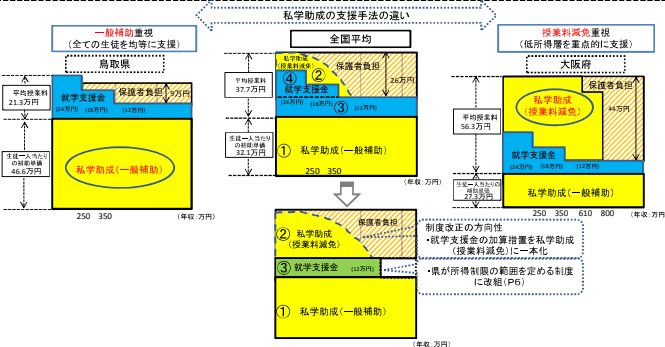 私学助成の支援手法の違い
一般補助重視
(全ての生徒を均等に支援)
鳥取県
平均授業料
21.3万円
生徒一人当たり
の補助単価
46.6万円
就学支援金
(24万円)
(18万円)
(12万円)
保護者負担
9万円
私学助成(一般補助)
250 350
(年収:万円)
全国平均
平均授業料
37.7万円
生徒一人当たり
の補助単価
32.1万円
私学助成
(授業料減免)
②
④
保護者負担
26万円
就学支援金
(24万円)
(18万円)
③
(12万円)
① 私学助成(一般補助)
250 350
(年収:万円)
授業料減免重視
(低所得層を重点的に支援)
大阪府
平均授業料
56.3万円
生徒一人当たりの
補助単価
27.3万円
私学助成
(授業料減免)
保護者負担
44万円
就学支援金
(24万円)
(18万円)
(12万円)
私学助成(一般補助)
250 350 610 800
(年収:万円)
② 私学助成
(授業料減免)
保護者負担
③ 就学支援金
(12万円)
① 私学助成(一般補助)
(年収:万円)
制度改正の方向性
・就学支援金の加算措置を私学助成
(授業料減免)に一本化
・県が所得制限の範囲を定める制度
に改組(P6)